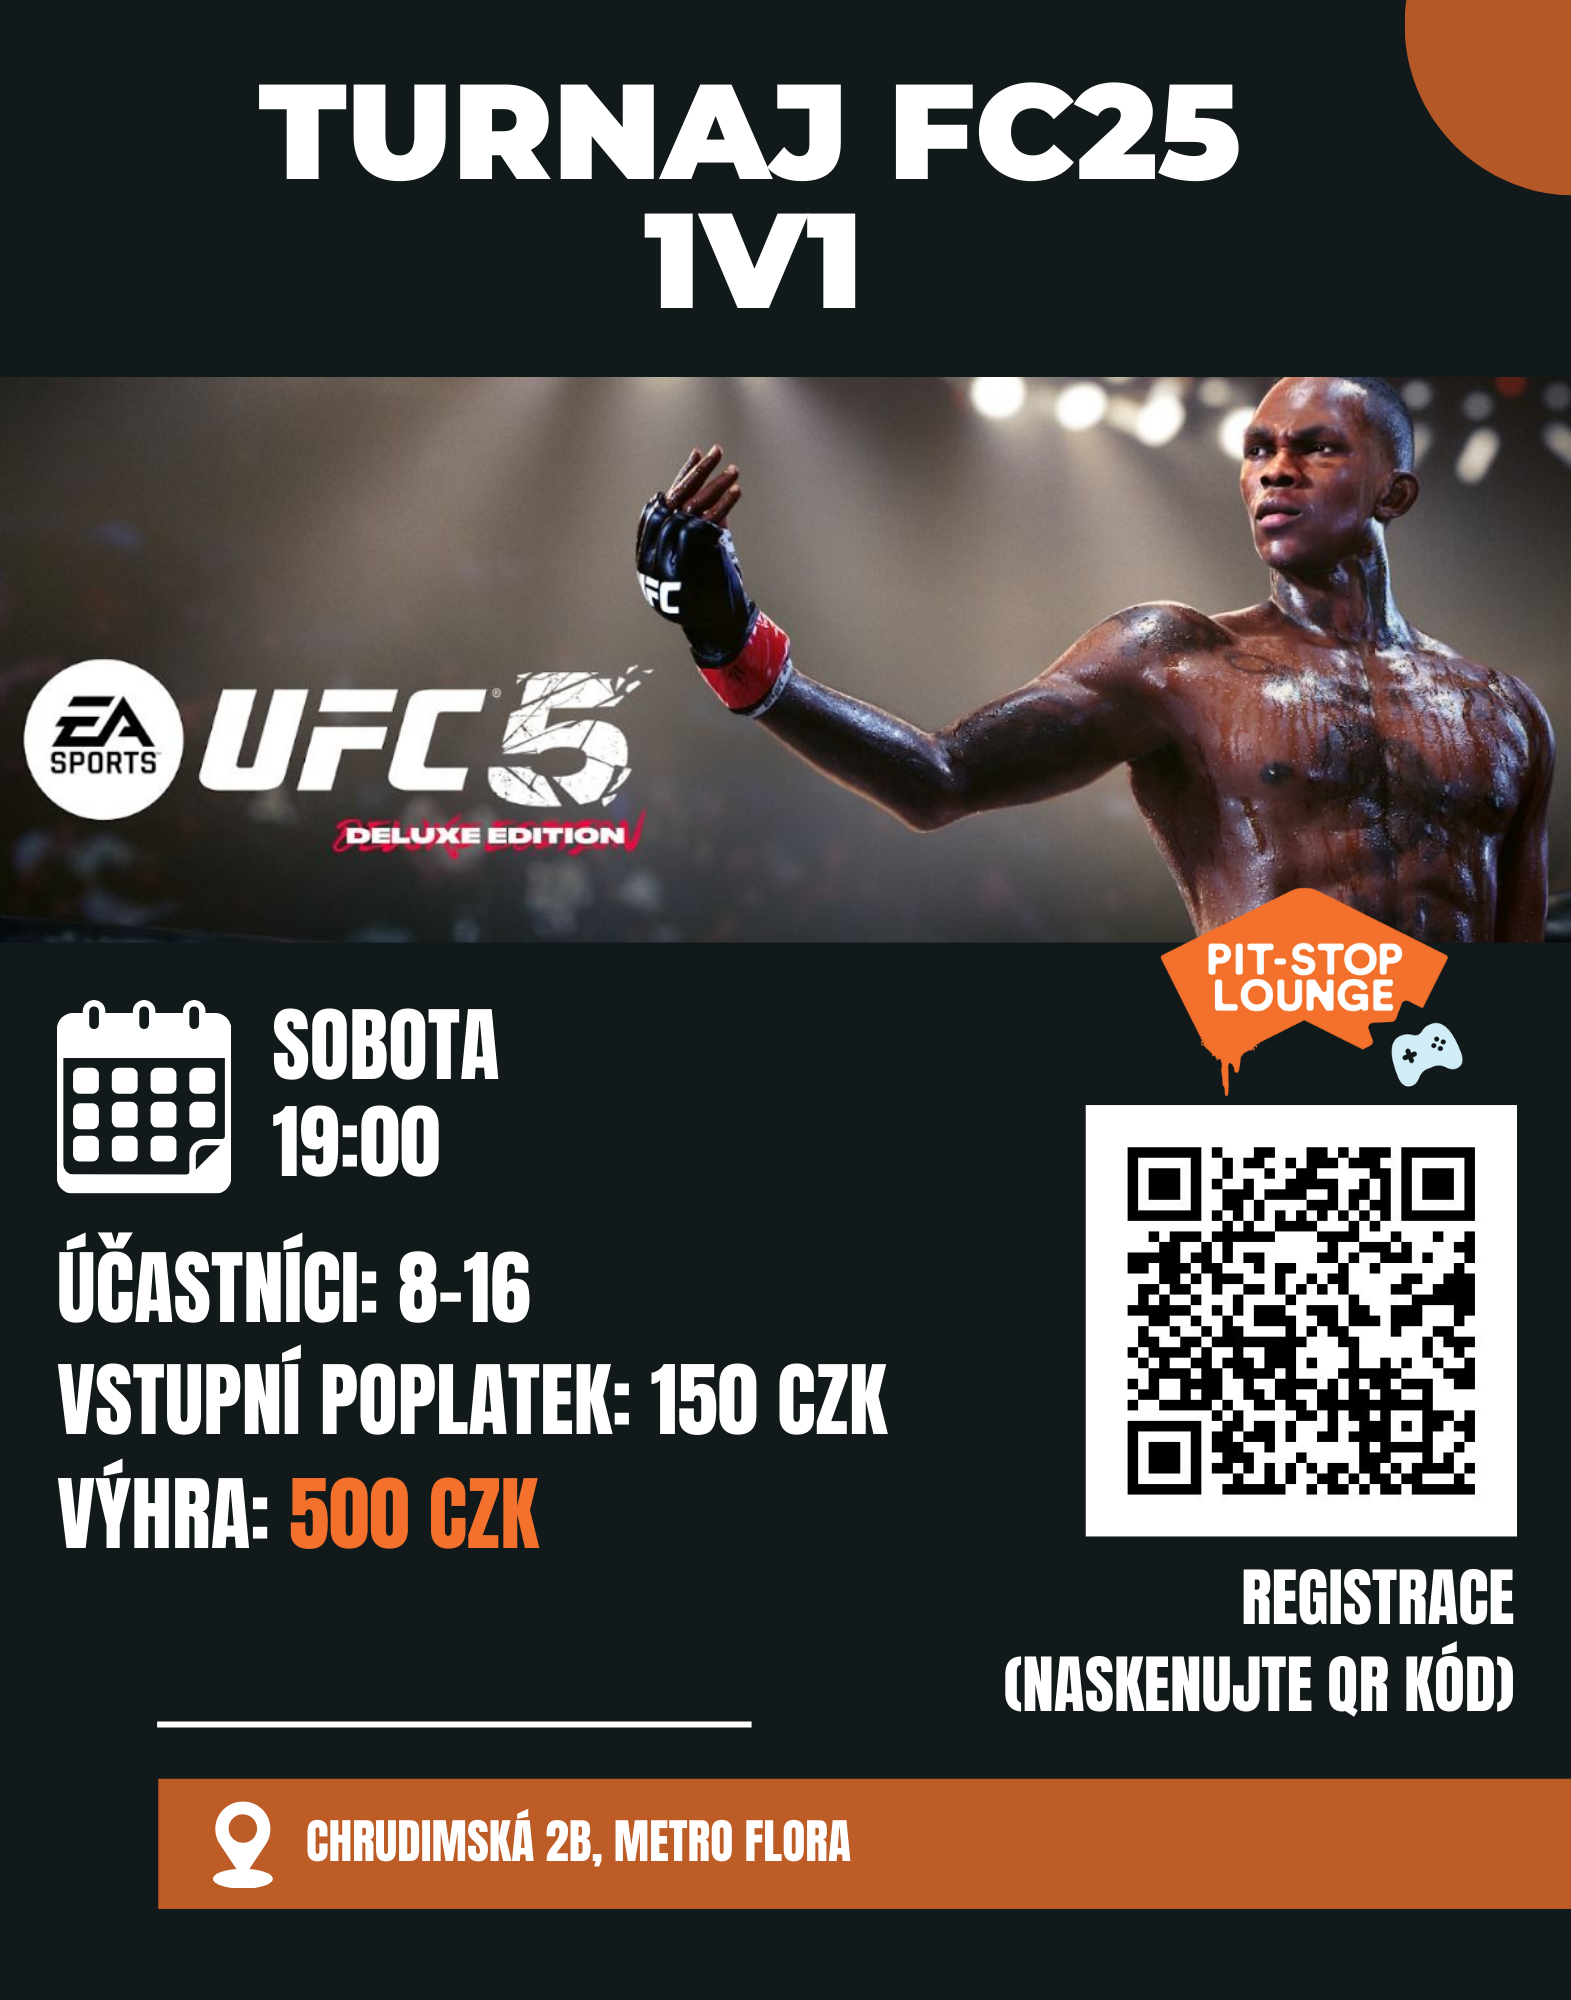 TURNAJ FC25
1V1
FC
EA
SPORTS
UFC® 5
DELUXE EDITION
PIT-STOP
LOUNGE
SOBOTA
19:00
ÚČASTNÍCI: 8-16
VSTUPNÍ POPLATEK: 150 CZK
VÝHRA: 500 CZK
REGISTRACE
(NASKENUJTE QR KÓD)
CHRUDIMSKÁ 2B, METRO FLORA